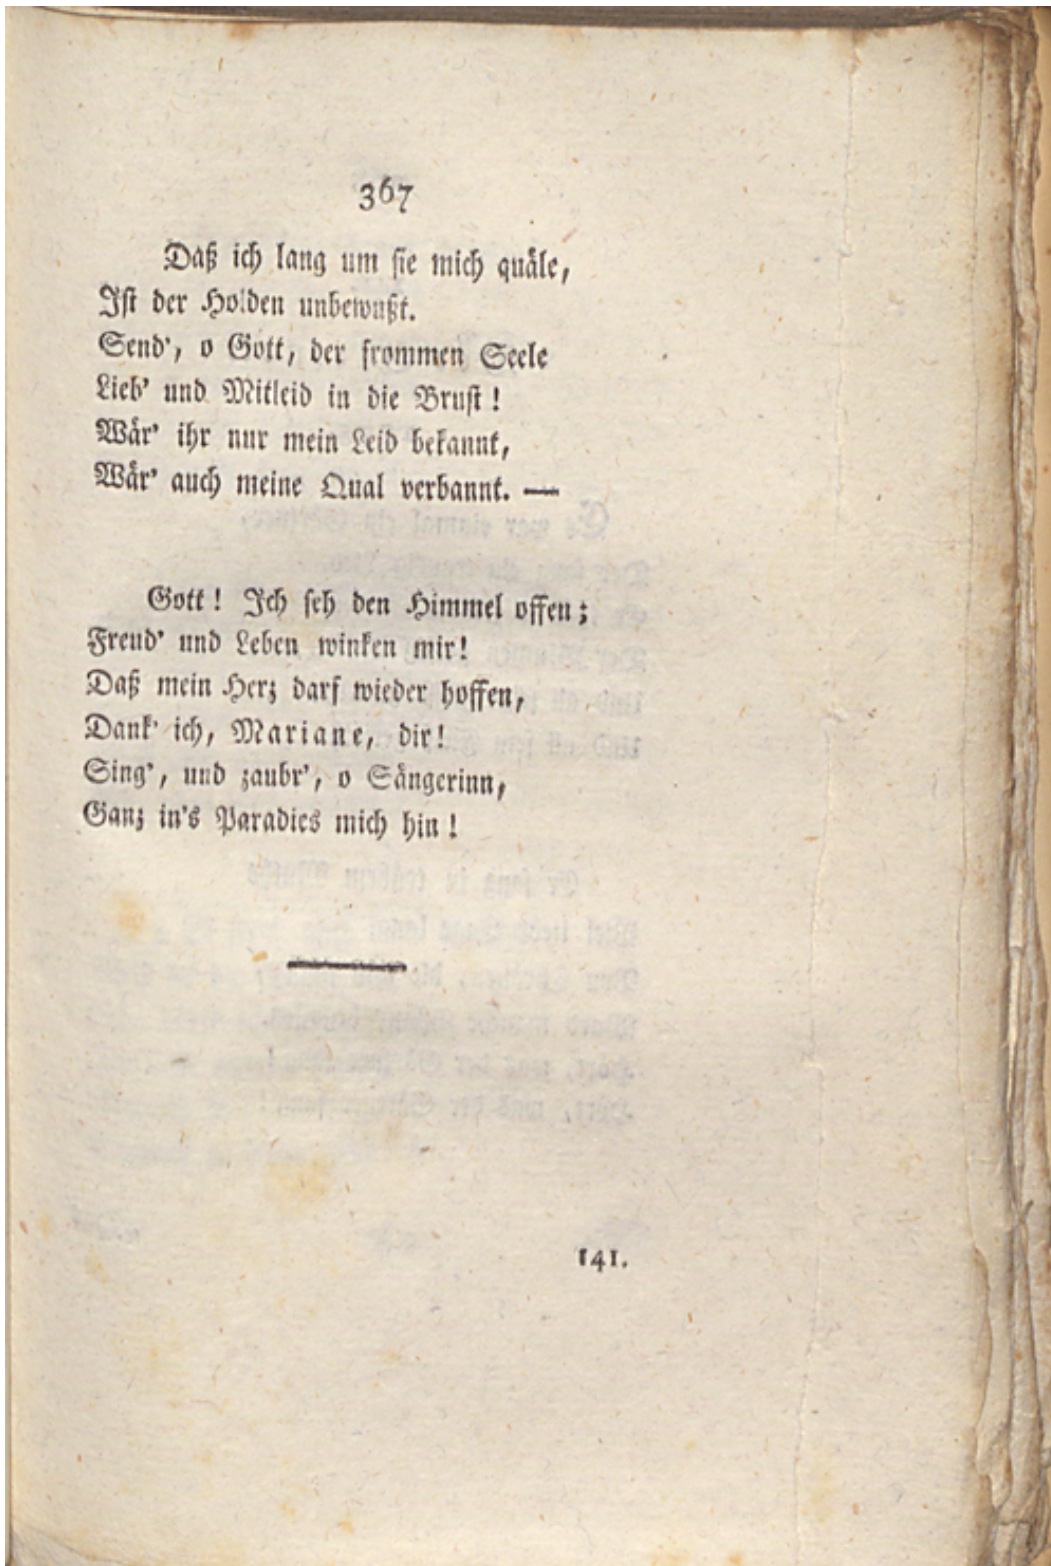 367
Daß ich lang um sie mich quäle,
Ist der Holden unbewußt.
Send', o Gott, der frommen Seele
Lieb' und Mitleid in die Brust!
Wär' ihr nur mein Leid bekannt,
Wär' auch meine Qual verbannt. —
Gott! Ich seh den Himmel offen;
Freud' und Leben winken mir!
Daß mein Herz darf wieder hoffen,
Dank' ich, Mariane, dir!
Sing', und zaubr', o Sängerinn,
Ganz in's Paradies mich hin!
141.